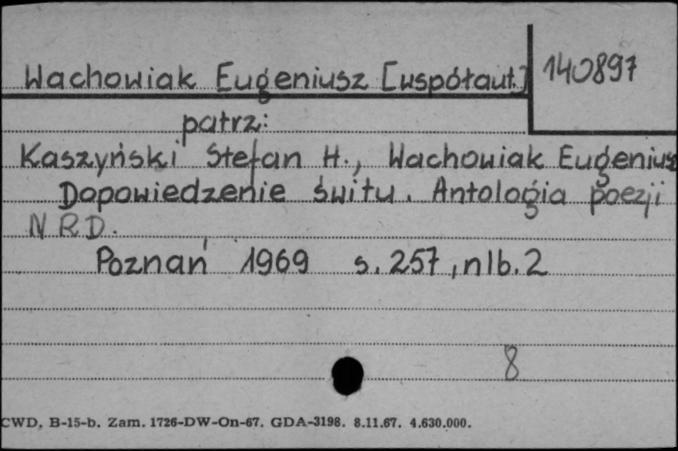 Wachowiak Eugeniusz [współaut.] 140897
patrz:
Kaszyński Stefan H., Wachowiak Eugeniusz
Dopowiedzenie świtu. Antologia poezji
NRD.
Poznań 1969 s. 257, nlb. 2
8
CWD, B-15-b. Zam. 1726-DW-On-67. GDA-3198. 8.11.67. 4.630.000.